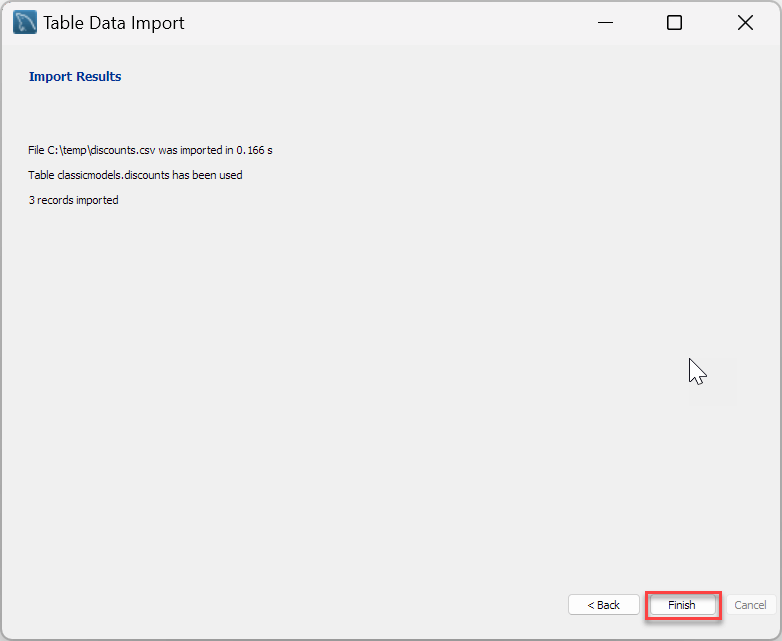 Table Data Import
Import Results
File C:\temp\discounts.csv was imported in 0.166 s
Table classicmodels.discounts has been used
3 records imported
< Back
Finish
Cancel